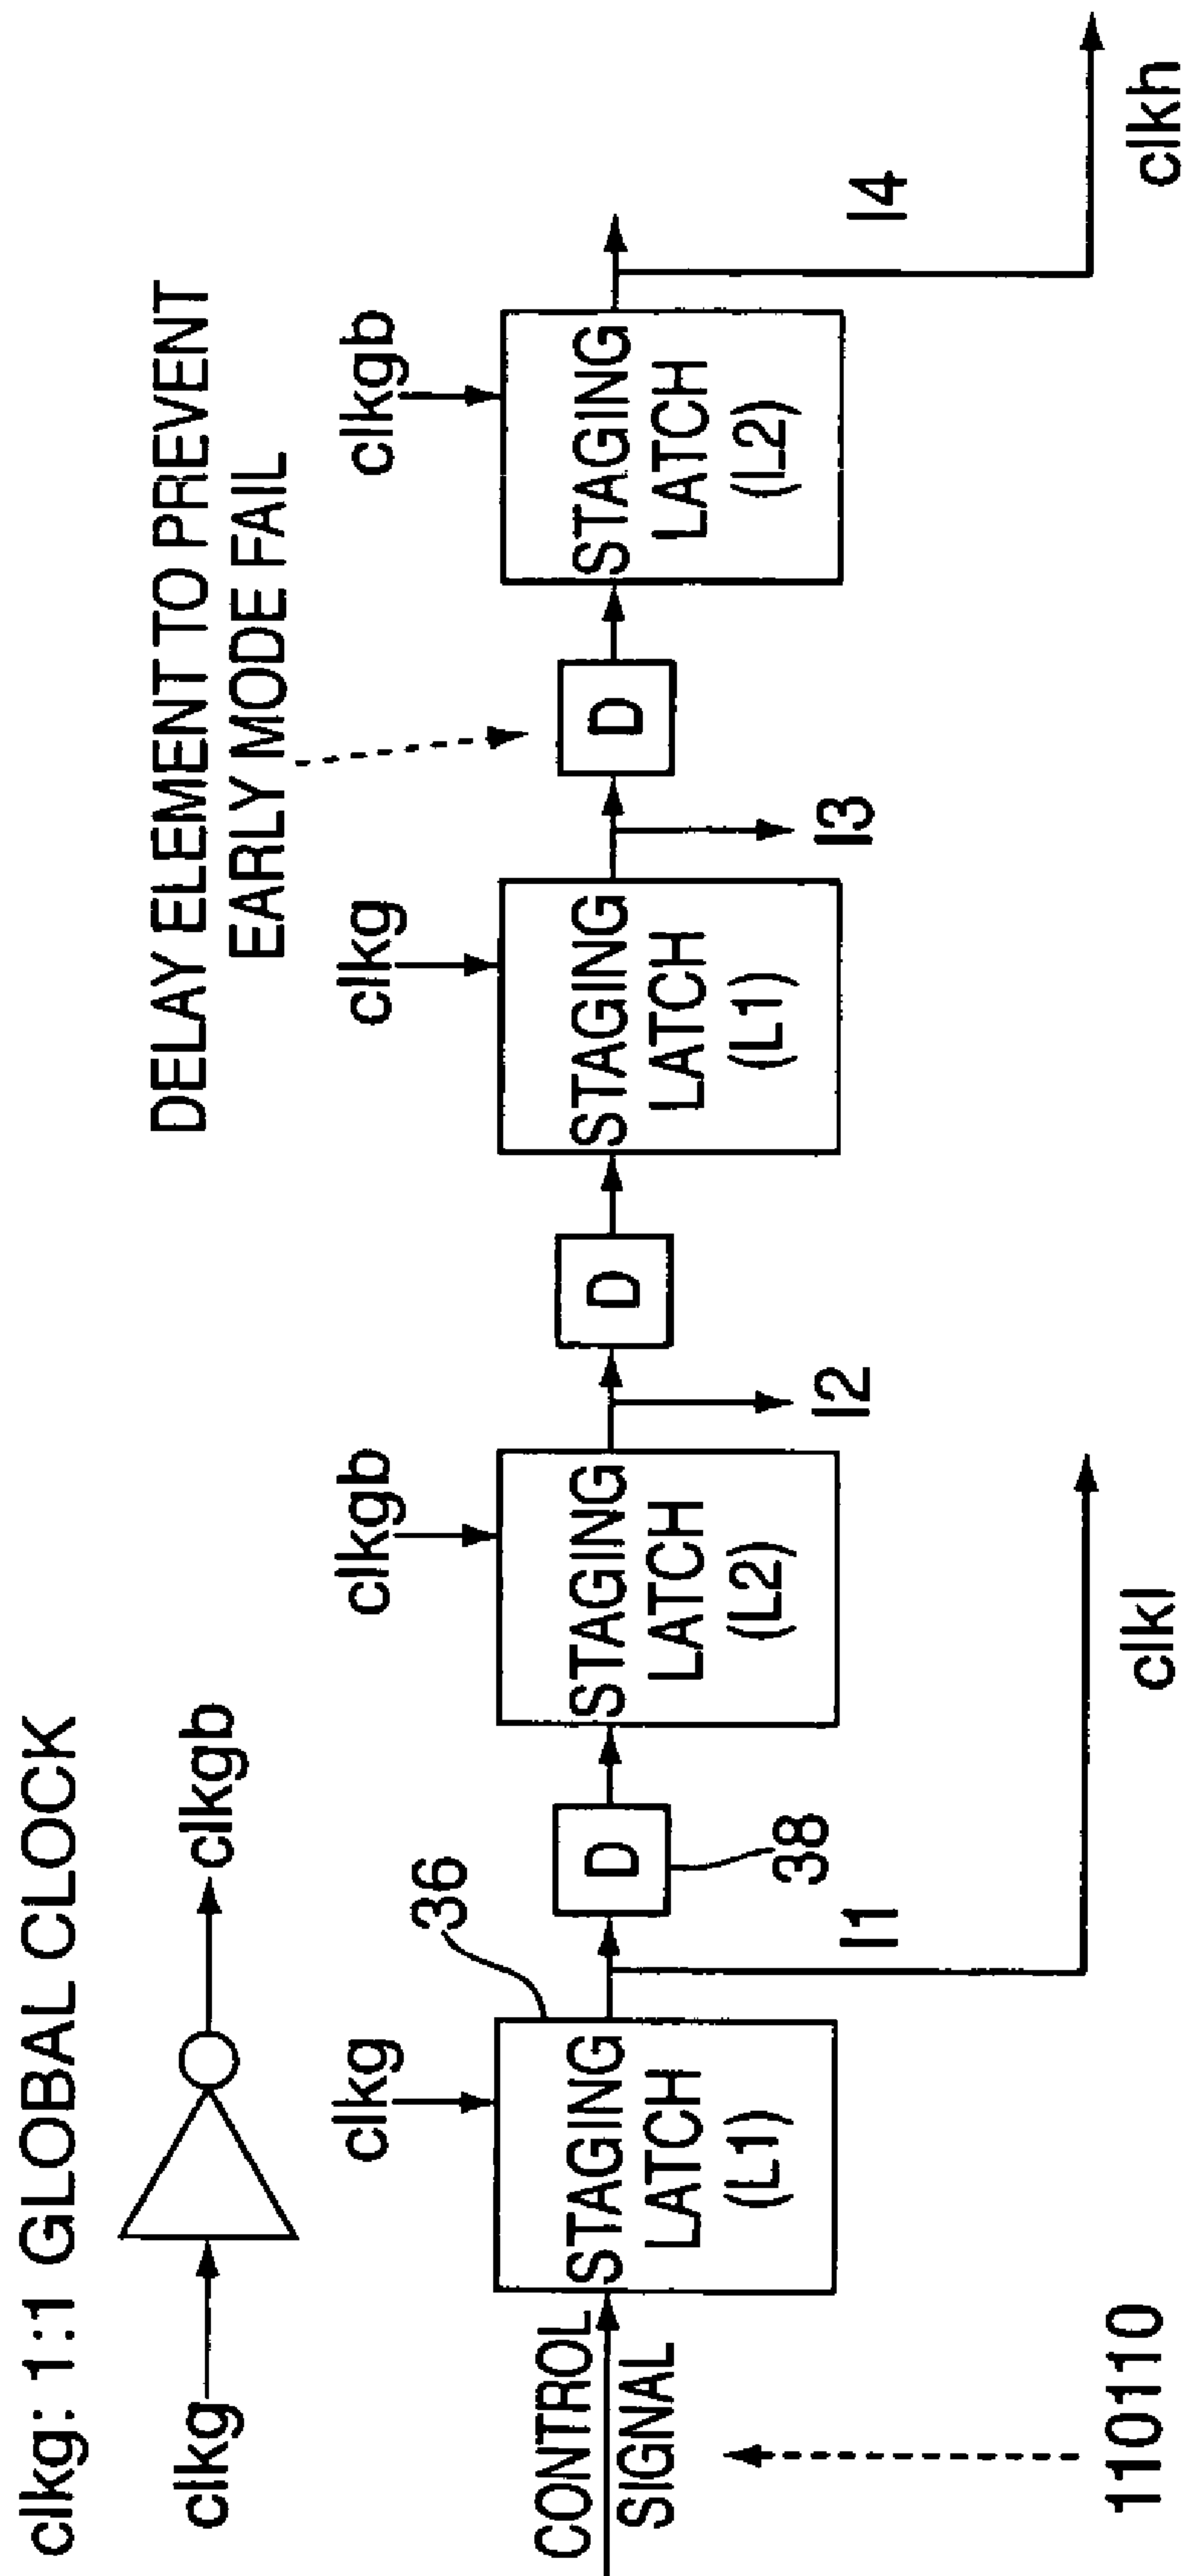 clkg: 1:1 GLOBAL CLOCK
clkg
clkgb
DELAY ELEMENT TO PREVENT
EARLY MODE FAIL
clkg
clkgb
clkg
clkgb
36
CONTROL
SIGNAL
STAGING
LATCH
(L1)
D
STAGING
LATCH
(L2)
D
STAGING
LATCH
(L1)
D
STAGING
LATCH
(L2)
38
l1
l2
l3
l4
110110
clkl
clkh